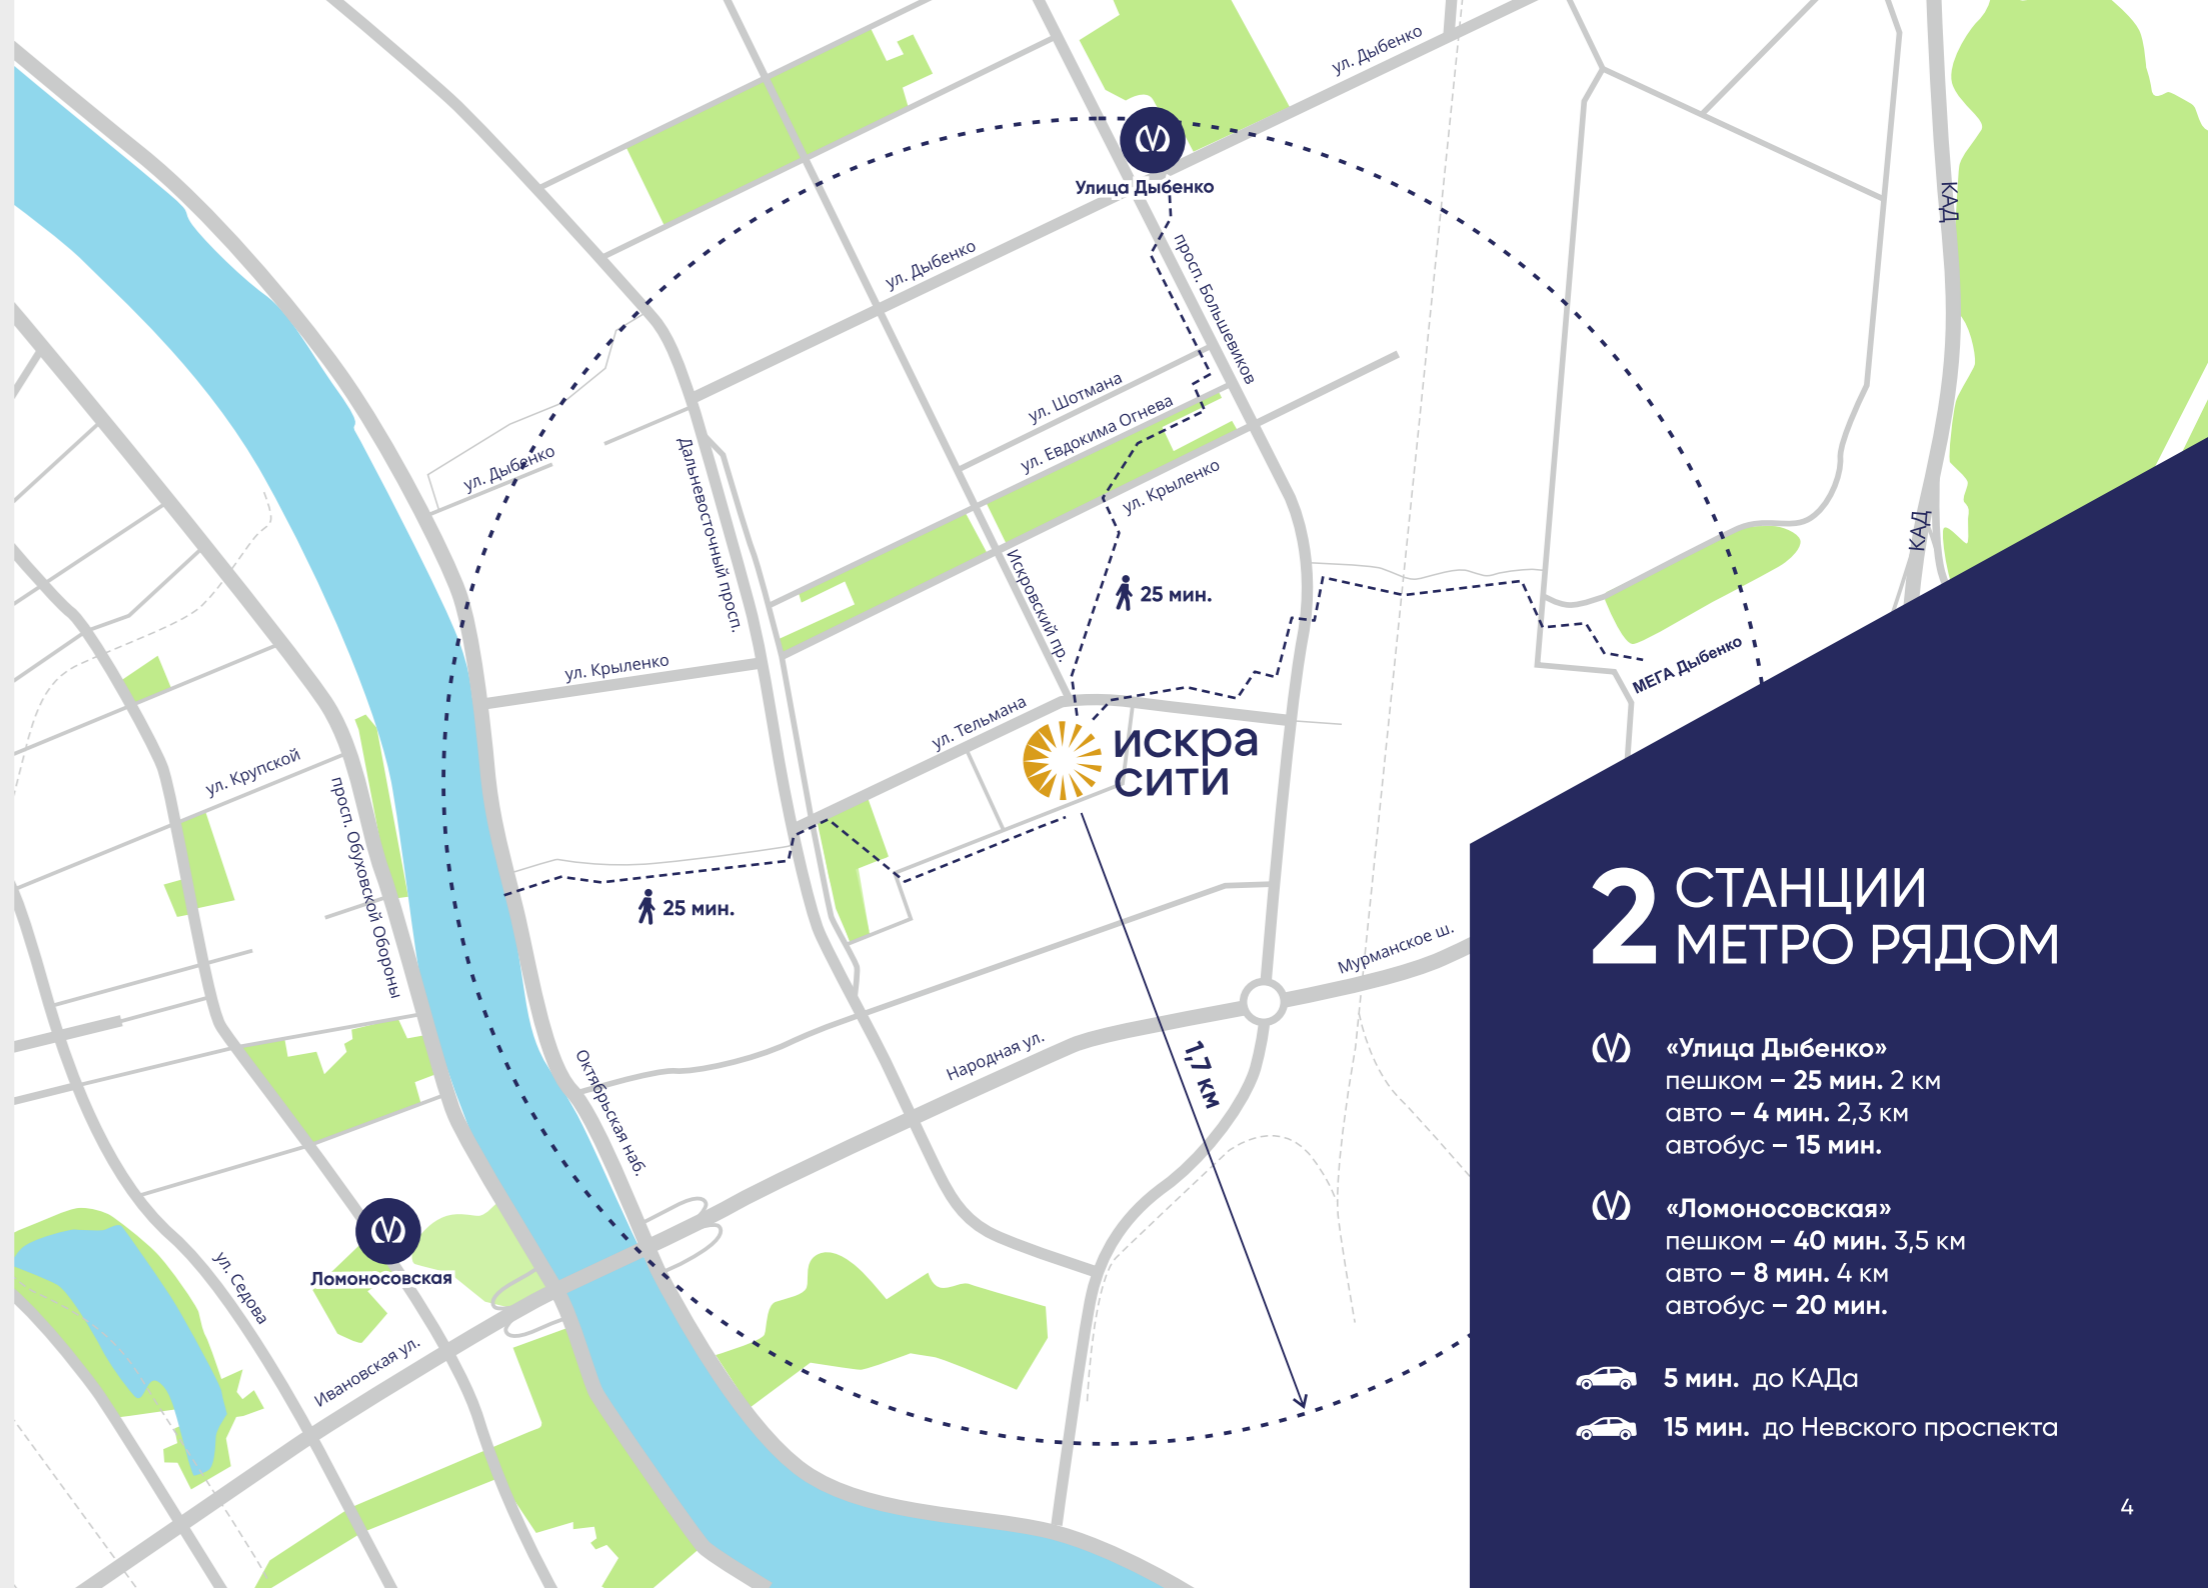 ул. Дыбенко
Улица Дыбенко
КАД
ул. Дыбенко
просп. Большевиков
ул. Шотмана
ул. Евдокима Огнева
ул. Дыбенко
Дальневосточный просп.
ул. Крыленко
КАД
Искровский пр.
25 мин.
ул. Крыленко
МЕГА Дыбенко
ул. Тельмана
искра
сити
ул. Крупской
просп. Обуховской Обороны
25 мин.
Мурманское ш.
Народная ул.
1,7 км
Октябрьская наб.
Ломоносовская
ул. Седова
Ивановская ул.
2 СТАНЦИИ
МЕТРО РЯДОМ
«Улица Дыбенко»
пешком – 25 мин. 2 км
авто – 4 мин. 2,3 км
автобус – 15 мин.
«Ломоносовская»
пешком – 40 мин. 3,5 км
авто – 8 мин. 4 км
автобус – 20 мин.
5 мин. до КАДа
15 мин. до Невского проспекта
4